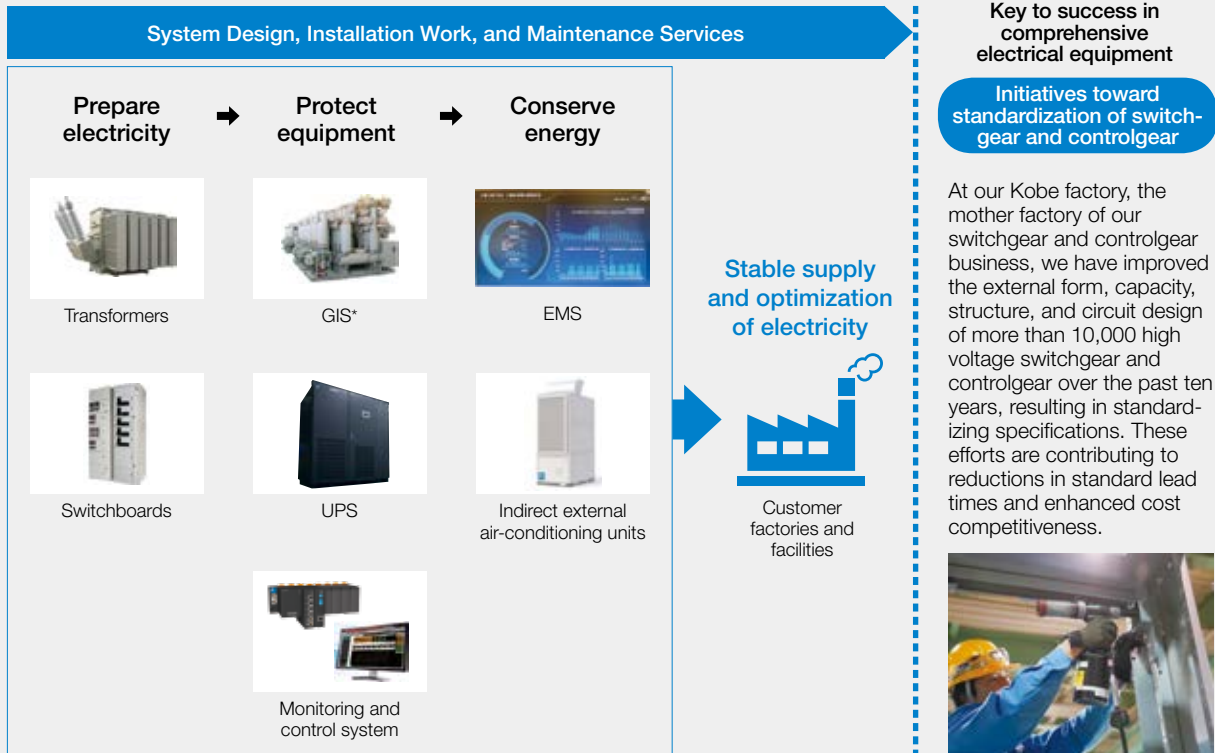 System Design, Installation Work, and Maintenance Services
Prepare
electricity
Protect
equipment
Conserve
energy
Transformers
GIS*
EMS
Switchboards
UPS
Indirect external
air-conditioning units
Monitoring and
control system
Stable supply
and optimization
of electricity
Customer
factories and
facilities
Key to success in
comprehensive
electrical equipment
Initiatives toward
standardization of switch-
gear and controlgear
At our Kobe factory, the
mother factory of our
switchgear and controlgear
business, we have improved
the external form, capacity,
structure, and circuit design
of more than 10,000 high
voltage switchgear and
controlgear over the past ten
years, resulting in standard-
izing specifications. These
efforts are contributing to
reductions in standard lead
times and enhanced cost
competitiveness.